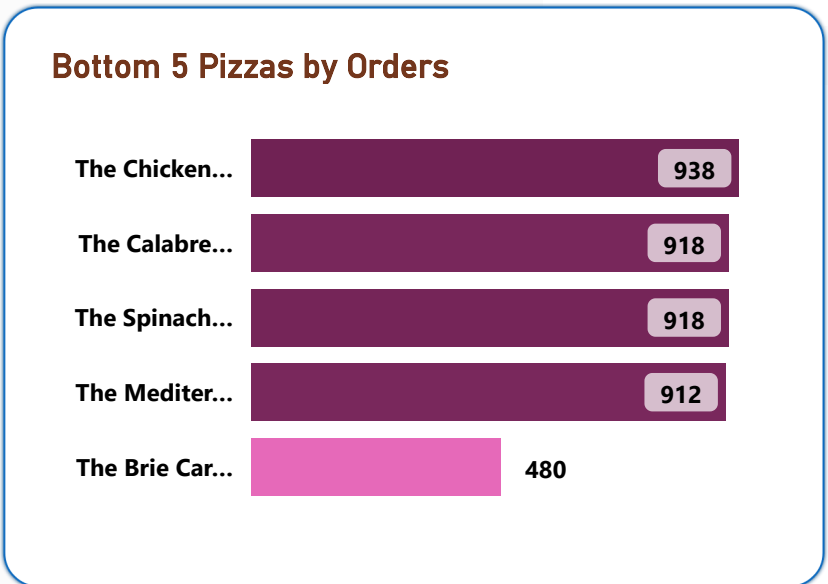 Bottom 5 Pizzas by Orders
The Chicken... 938
The Calabre... 918
The Spinach... 918
The Mediter... 912
The Brie Car... 480